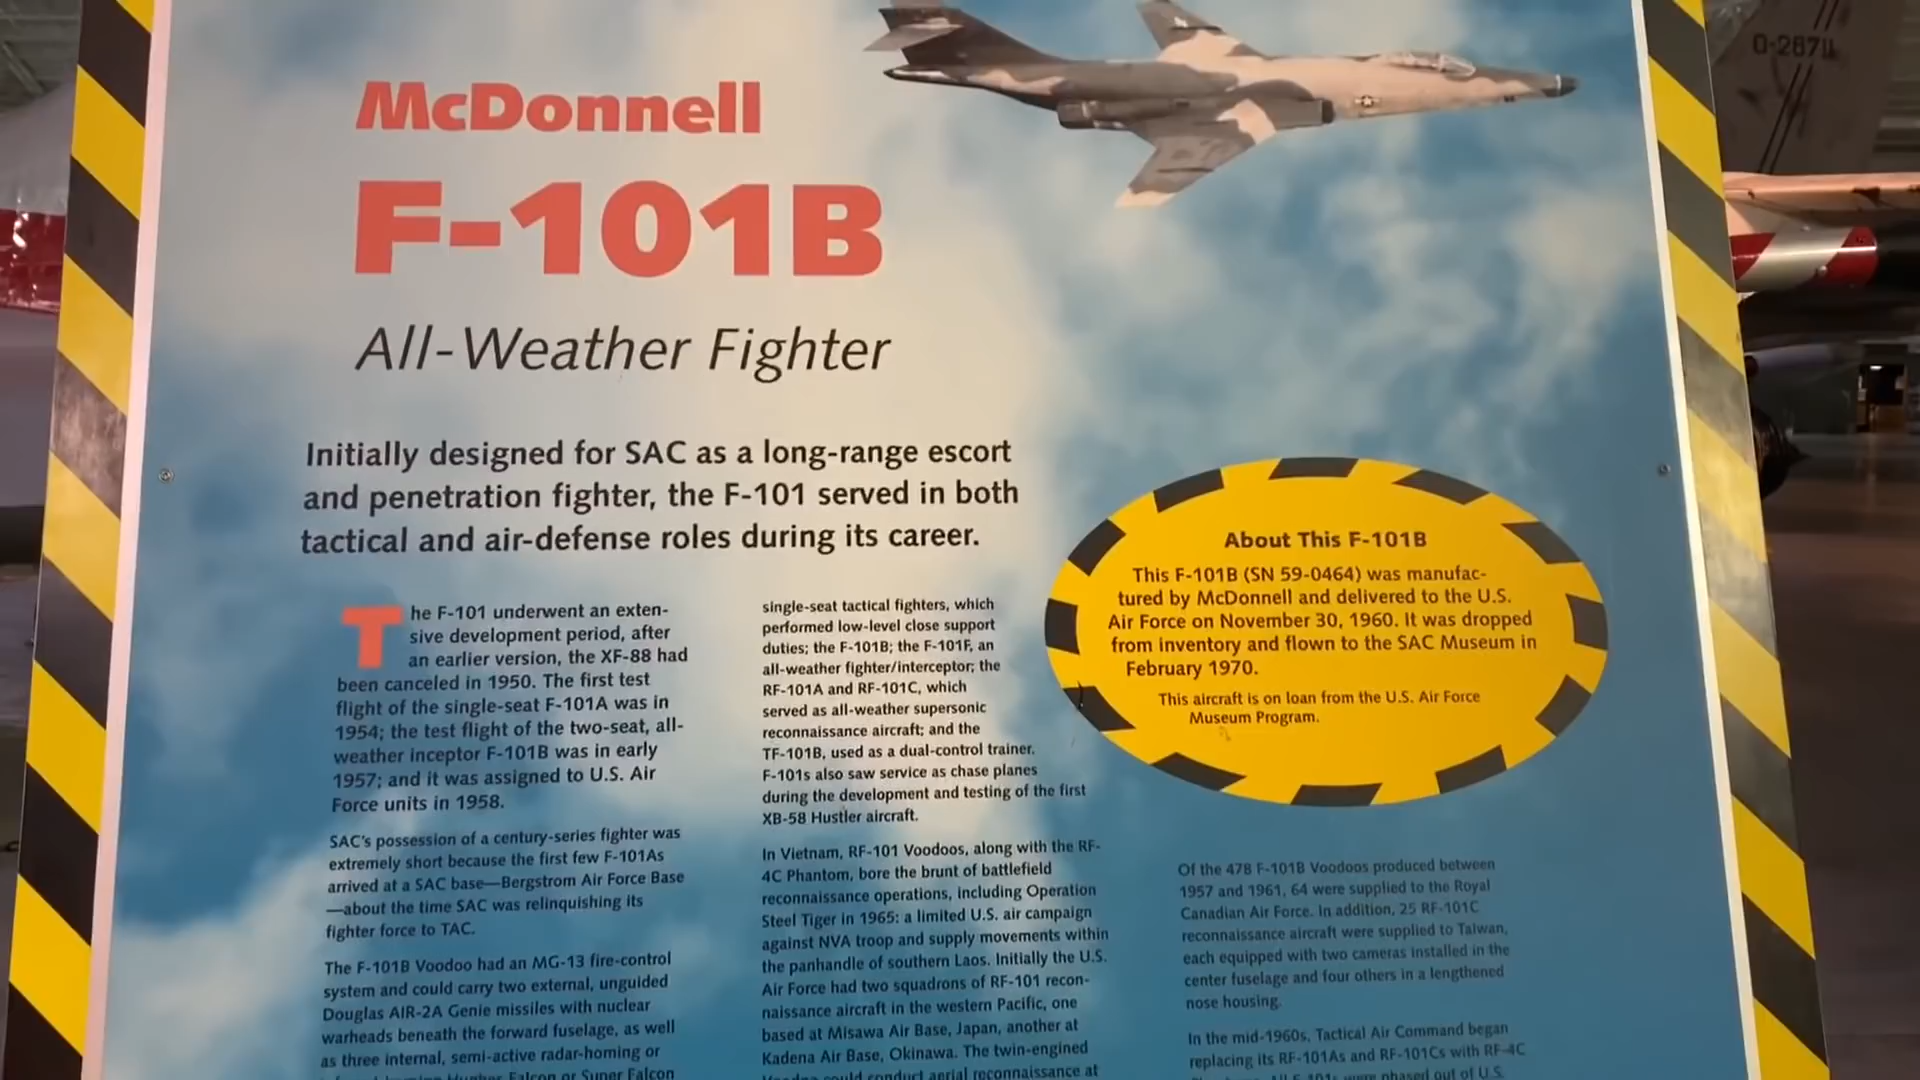 McDonnell
F-101B
All-Weather Fighter
Initially designed for SAC as a long-range escort
and penetration fighter, the F-101 served in both
tactical and air-defense roles during its career.
The F-101 underwent an exten-
sive development period, after
an earlier version, the XF-88 had
been canceled in 1950. The first test
flight of the single-seat F-101A was in
1954; the test flight of the two-seat, all-
weather inceptor F-101B was in early
1957; and it was assigned to U.S. Air
Force units in 1958.
SAC's possession of a century-series fighter was
extremely short because the first few F-101As
arrived at a SAC base—Bergstrom Air Force Base
—about the time SAC was relinquishing its
fighter force to TAC.
The F-101B Voodoo had an MG-13 fire-control
system and could carry two external, unguided
Douglas AIR-2A Genie missiles with nuclear
warheads beneath the forward fuselage, as well
as three internal, semi-active radar-homing or
Falcon or Super Falcon
single-seat tactical fighters, which
performed low-level close support
duties; the F-101B; the F-101F, an
all-weather fighter/interceptor; the
RF-101A and RF-101C, which
served as all-weather supersonic
reconnaissance aircraft; and the
TF-101B, used as a dual-control trainer.
F-101s also saw service as chase planes
during the development and testing of the first
XB-58 Hustler aircraft.
In Vietnam, RF-101 Voodoos, along with the RF-
4C Phantom, bore the brunt of battlefield
reconnaissance operations, including Operation
Steel Tiger in 1965: a limited U.S. air campaign
against NVA troop and supply movements within
the panhandle of southern Laos. Initially the U.S.
Air Force had two squadrons of RF-101 recon-
naissance aircraft in the western Pacific, one
based at Misawa Air Base, Japan, another at
Kadena Air Base, Okinawa. The twin-engined
Voodoo could conduct aerial reconnaissance at
About This F-101B
This F-101B (SN 59-0464) was manufac-
tured by McDonnell and delivered to the U.S.
Air Force on November 30, 1960. It was dropped
from inventory and flown to the SAC Museum in
February 1970.
This aircraft is on loan from the U.S. Air Force
Museum Program.
Of the 478 F-101B Voodoos produced between
1957 and 1961, 64 were supplied to the Royal
Canadian Air Force. In addition, 25 RF-101C
reconnaissance aircraft were supplied to Taiwan,
each equipped with two cameras installed in the
center fuselage and four others in a lengthened
nose housing.
In the mid-1960s, Tactical Air Command began
replacing its RF-101As and RF-101Cs with RF-4C
were phased out of U.S.